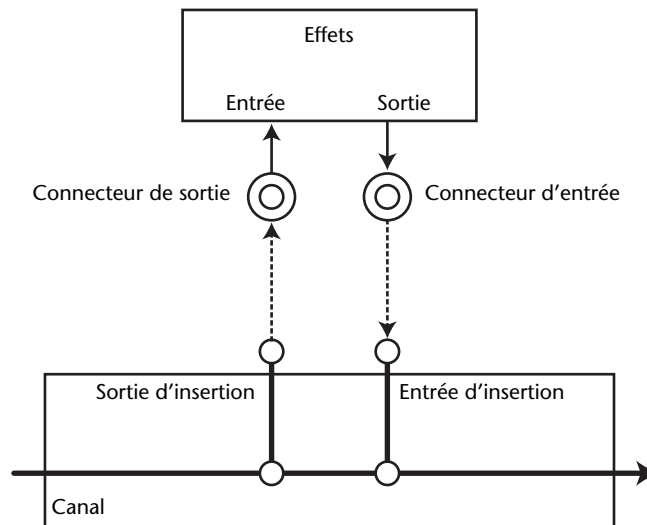 Effets
Entrée Sortie
Connecteur de sortie Connecteur d'entrée
Sortie d'insertion Entrée d'insertion
Canal